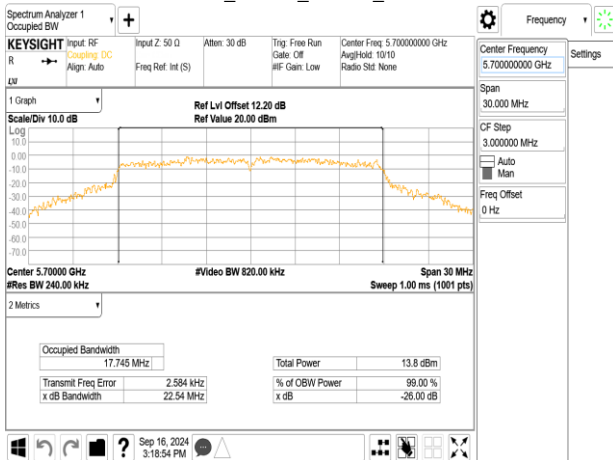 Spectrum Analyzer 1
Occupied BW
KEYSIGHT
R
LXI
Input: RF
Coupling: DC
Align: Auto
Input Z: 50 Ω
Freq Ref: Int (S)
Atten: 30 dB
Trig: Free Run
Gate: Off
#IF Gain: Low
Center Freq: 5.700000000 GHz
Avg|Hold: 10/10
Radio Std: None
1 Graph
Scale/Div 10.0 dB
Ref Lvl Offset 12.20 dB
Ref Value 20.00 dBm
Log
10.0
0.00
-10.0
-20.0
-30.0
-40.0
-50.0
-60.0
-70.0
Center 5.70000 GHz
#Res BW 240.00 kHz
#Video BW 820.00 kHz
Span 30 MHz
Sweep 1.00 ms (1001 pts)
2 Metrics
Occupied Bandwidth
17.745 MHz
Transmit Freq Error 2.584 kHz
x dB Bandwidth 22.54 MHz
Total Power 13.8 dBm
% of OBW Power 99.00 %
x dB -26.00 dB
Sep 16, 2024
3:18:54 PM
Frequency
Center Frequency
5.700000000 GHz
Span
30.000 MHz
CF Step
3.000000 MHz
Auto
Man
Freq Offset
0 Hz
Settings